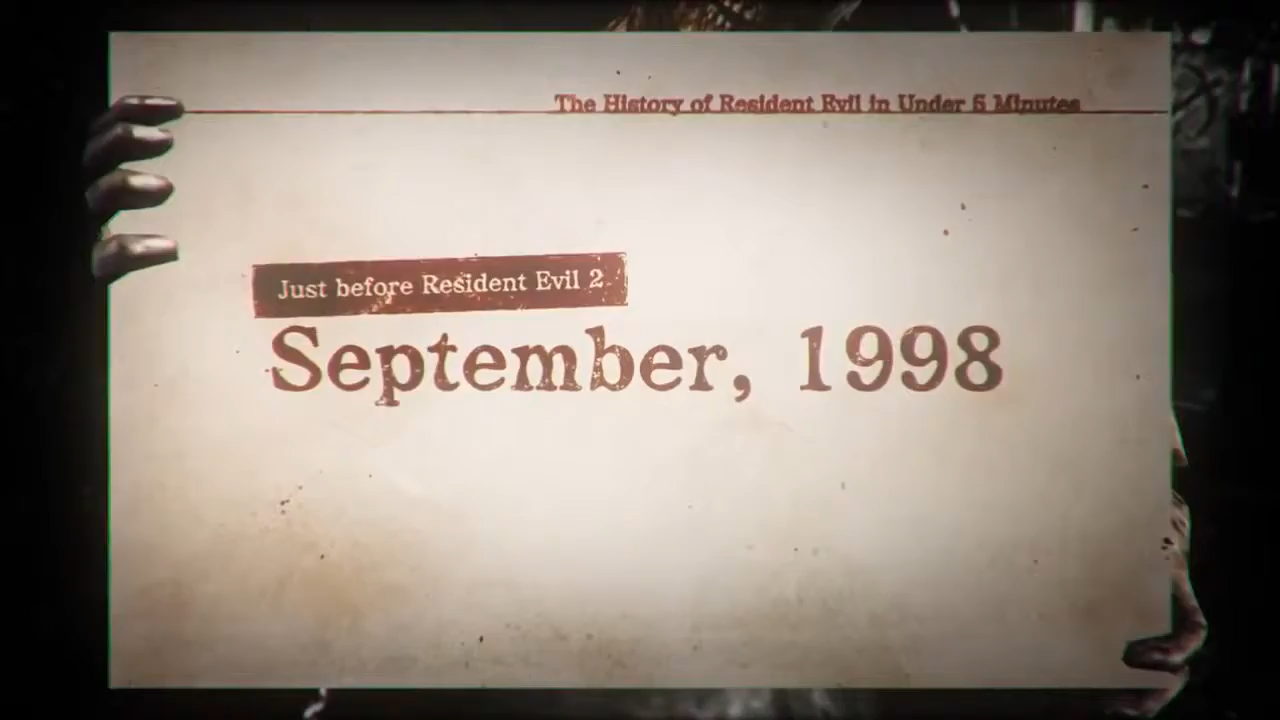 The History of Resident Evil in Under 5 Minutes
Just before Resident Evil 2
September, 1998